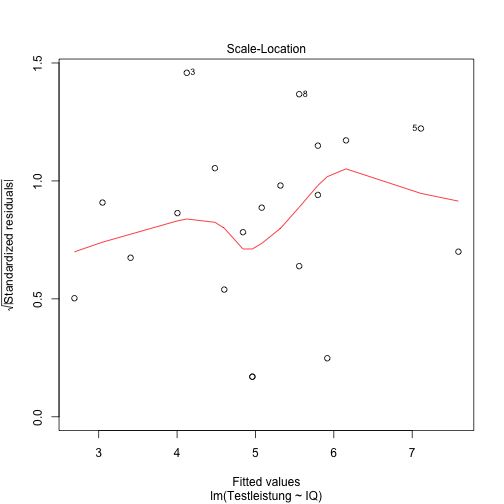 Scale-Location
√|Standardized residuals|
1.5
1.0
0.5
0.0
3
8
5
3 4 5 6 7
Fitted values
lm(Testleistung ~ IQ)